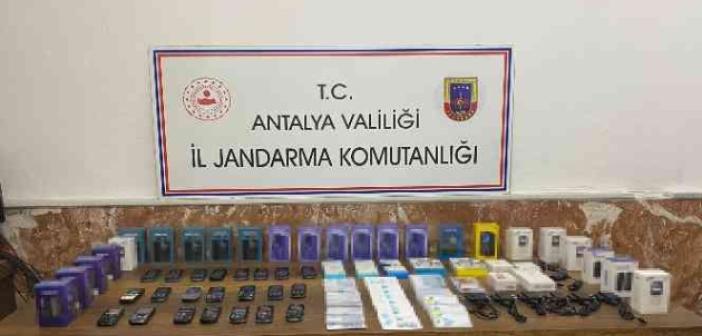 T.C.
ANTALYA VALİLİĞİ
İL JANDARMA KOMUTANLIĞI